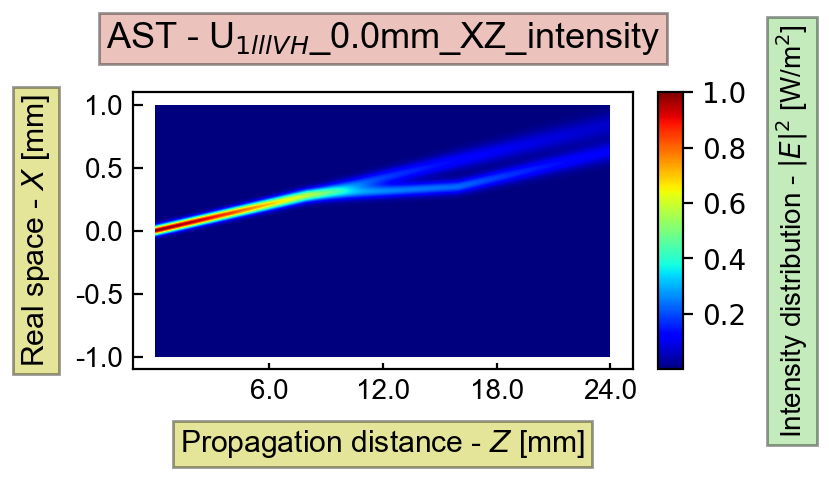 AST - U₁lllVH_0.0mm_XZ_intensity
Real space - X [mm]
1.0
0.5
0.0
-0.5
-1.0
6.0 12.0 18.0 24.0
Propagation distance - Z [mm]
1.0
0.8
0.6
0.4
0.2
Intensity distribution - |E|² [W/m²]